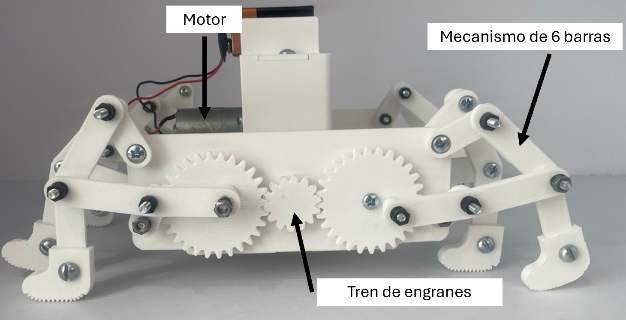 Motor
Mecanismo de 6 barras
Tren de engranes